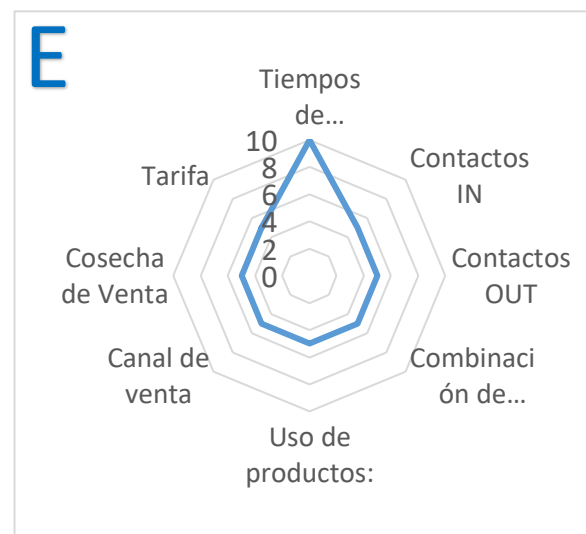 E
Tiempos
de...
Contactos
IN
Contactos
OUT
Combinaci
ón de...
Uso de
productos:
Canal de
venta
Cosecha
de Venta
Tarifa
10
8
6
4
2
0